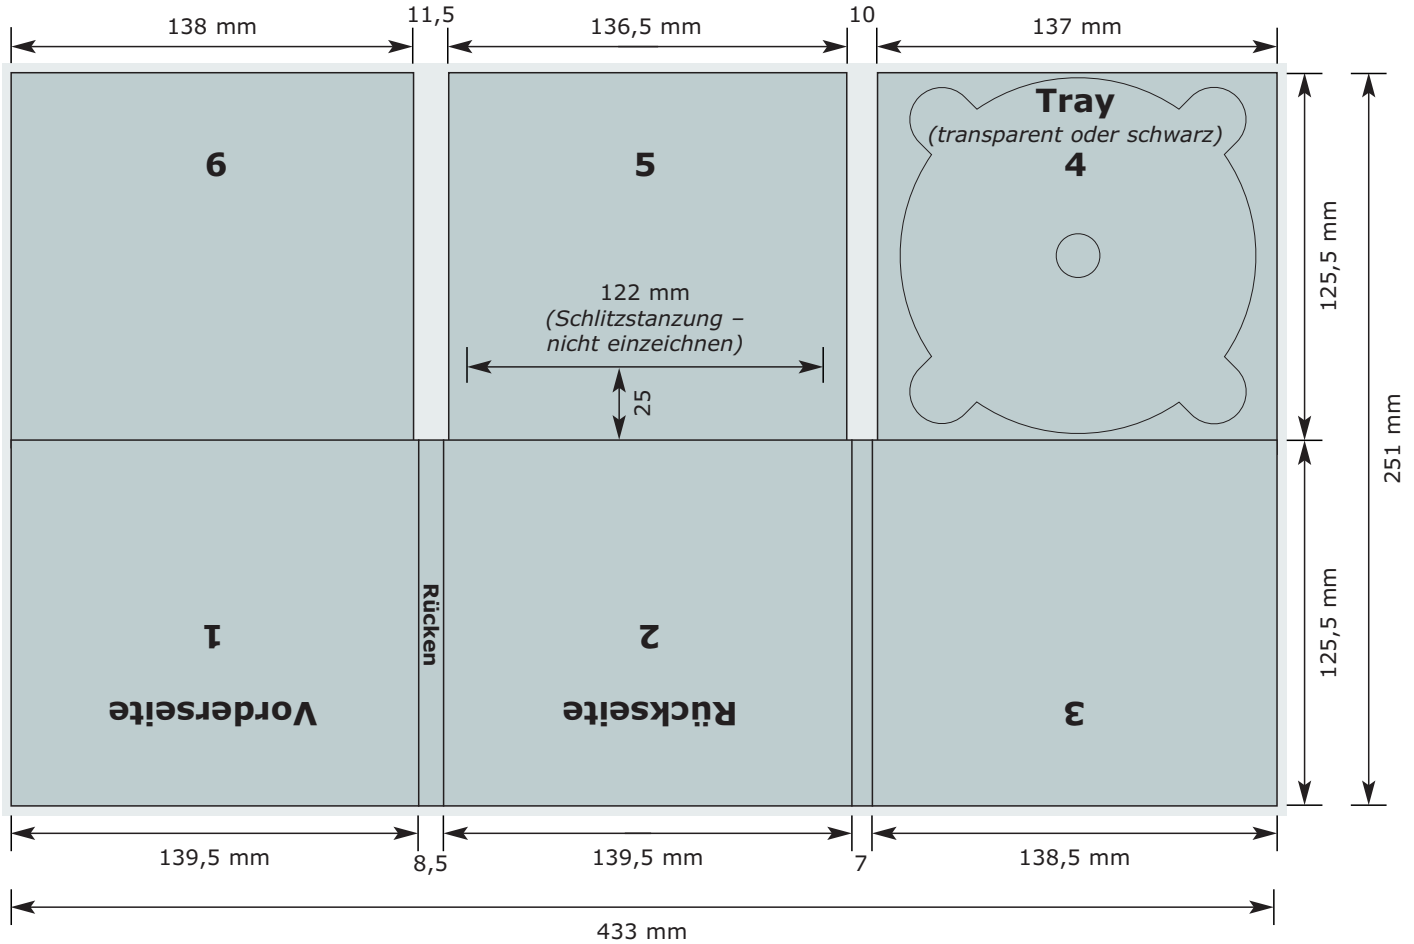 11,5
10
138 mm
136,5 mm
137 mm
Tray
(transparent oder schwarz)
6
5
4
125,5 mm
122 mm
(Schlitzstanzung –
nicht einzeichnen)
25
251 mm
Rücken
1
2
125,5 mm
Vorderseite
Rückseite
3
139,5 mm
8,5
139,5 mm
7
138,5 mm
433 mm